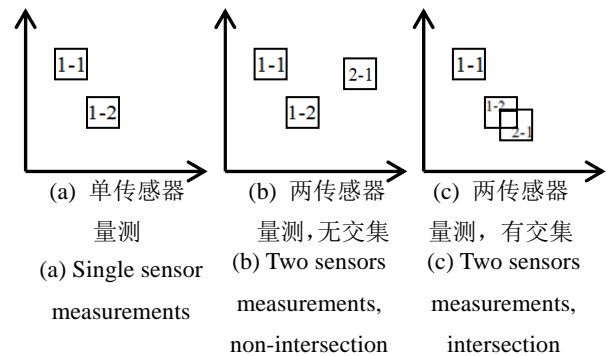 1-1
1-2
1-1
1-2
2-1
1-1
1-2
2-1
(a) 单传感器
量测
(a) Single sensor
measurements
(b) 两传感器
量测,无交集
(b) Two sensors
measurements,
non-intersection
(c) 两传感器
量测，有交集
(c) Two sensors
measurements,
intersection